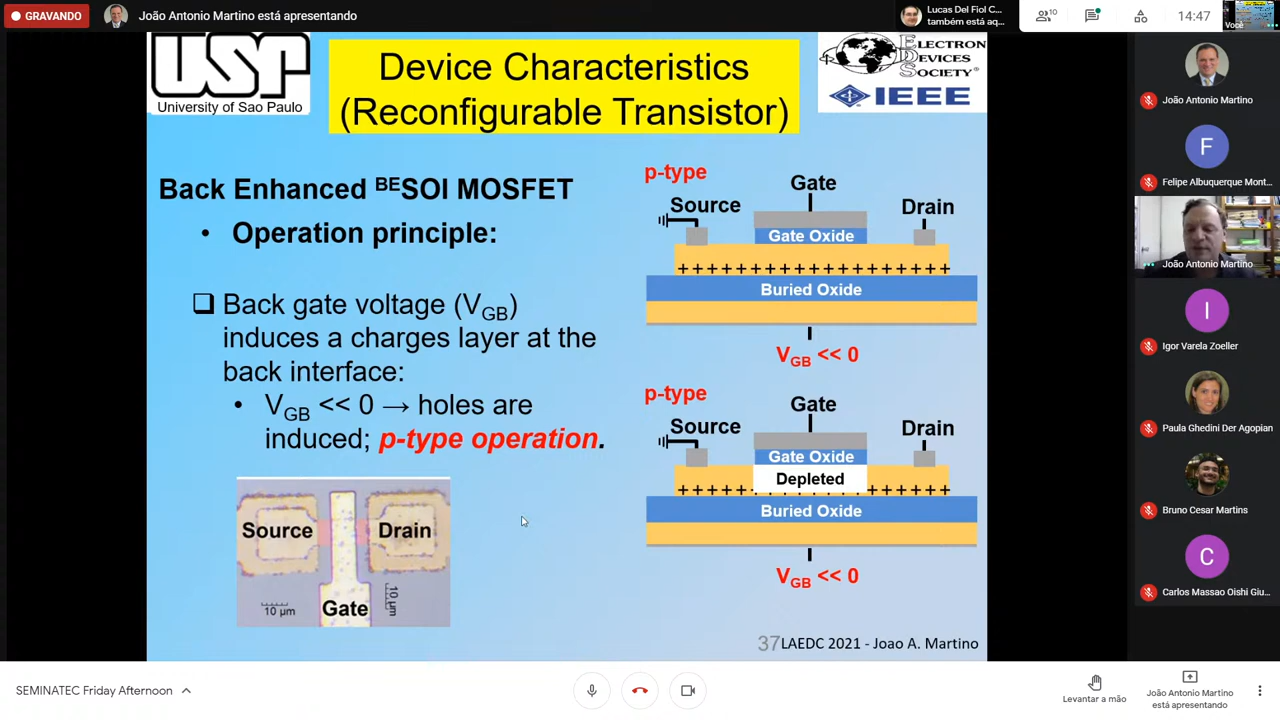 GRAVANDO
João Antonio Martino está apresentando
Lucas Del Fiol C...
também está aq...
10
14:47
Você
USP
University of Sao Paulo
Device Characteristics
(Reconfigurable Transistor)
ELECTRON
DEVICES
SOCIETY®
IEEE
Back Enhanced BESOI MOSFET
• Operation principle:
❑ Back gate voltage (VGB)
induces a charges layer at the
back interface:
• VGB << 0 → holes are
induced; p-type operation.
Source
Drain
Gate
10 µm
10 µm
p-type
Gate
Source
Drain
Gate Oxide
+++++++++++++++++++++++
Buried Oxide
VGB << 0
p-type
Gate
Source
Drain
Gate Oxide
Depleted
+++++++++++++++++++++++
Buried Oxide
VGB << 0
37
LAEDC 2021 - Joao A. Martino
João Antonio Martino
F
Felipe Albuquerque Mont...
João Antonio Martino
I
Igor Varela Zoeller
Paula Ghedini Der Agopian
Bruno Cesar Martins
C
Carlos Massao Oishi Giu...
SEMINATEC Friday Afternoon
Levantar a mão
João Antonio Martino
está apresentando